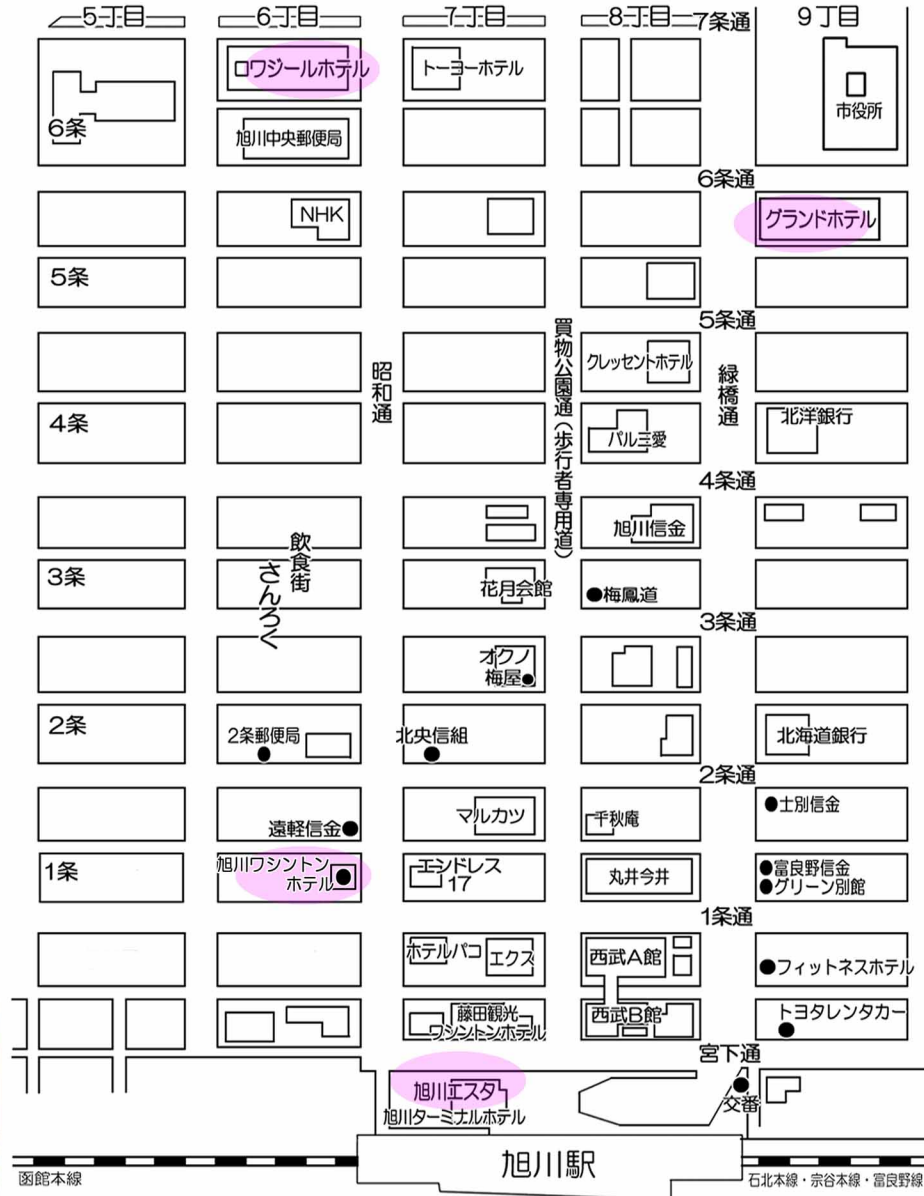 5丁目
6丁目
7丁目
8丁目
7条通
9丁目
ワジールホテル
トーヨーホテル
市役所
6条
旭川中央郵便局
6条通
NHK
グランドホテル
5条
5条通
買物公園通(歩行者専用道)
昭和通
クレッセントホテル
緑橋通
4条
パル三愛
北洋銀行
4条通
旭川信金
飲食街
さんろく
3条
花月会館
梅鳳道
3条通
オクノ
梅屋
2条
2条郵便局
北央信組
北海道銀行
2条通
遠軽信金
マルカツ
千秋庵
士別信金
1条
旭川ワシントン
ホテル
エンドレス
17
丸井今井
富良野信金
グリーン別館
1条通
ホテルパコ
エクス
西武A館
フィットネスホテル
藤田観光
ワシントンホテル
西武B館
トヨタレンタカー
宮下通
旭川エスタ
旭川ターミナルホテル
交番
旭川駅
函館本線
石北本線・宗谷本線・富良野線